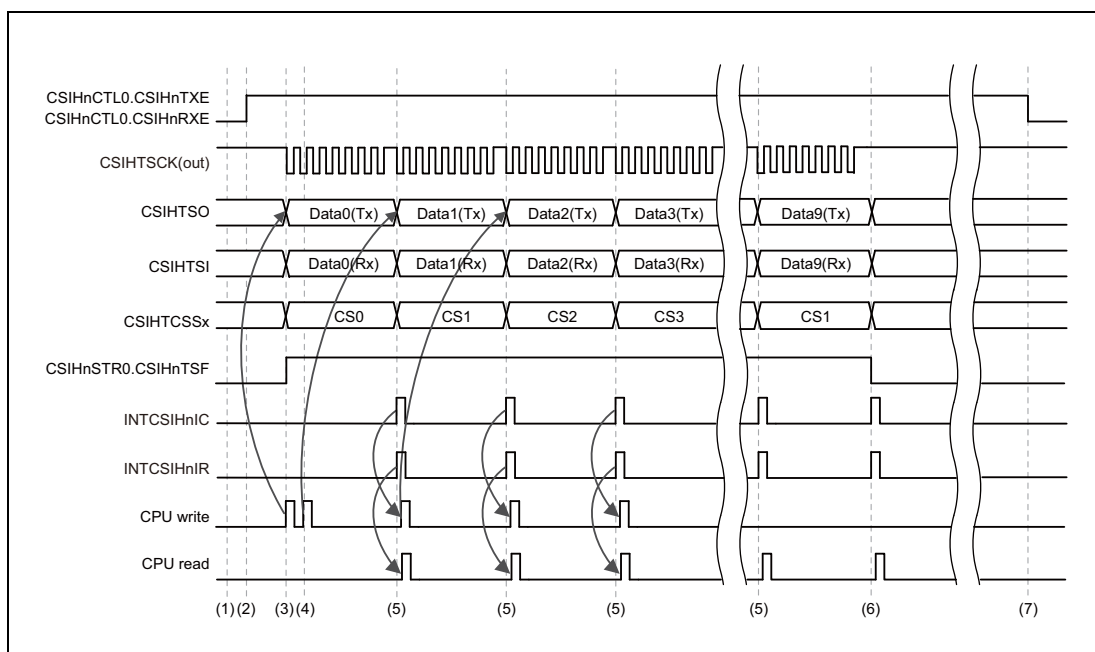 CSIHnCTL0.CSIHnTXE
CSIHnCTL0.CSIHnRXE
CSIHTSCK(out)
CSIHTSO Data0(Tx) Data1(Tx) Data2(Tx) Data3(Tx) Data9(Tx)
CSIHTSI Data0(Rx) Data1(Rx) Data2(Rx) Data3(Rx) Data9(Rx)
CSIHTCSSx CS0 CS1 CS2 CS3 CS1
CSIHnSTR0.CSIHnTSF
INTCSIHnIC
INTCSIHnIR
CPU write
CPU read
(1) (2) (3) (4) (5) (5) (5) (5) (6) (7)